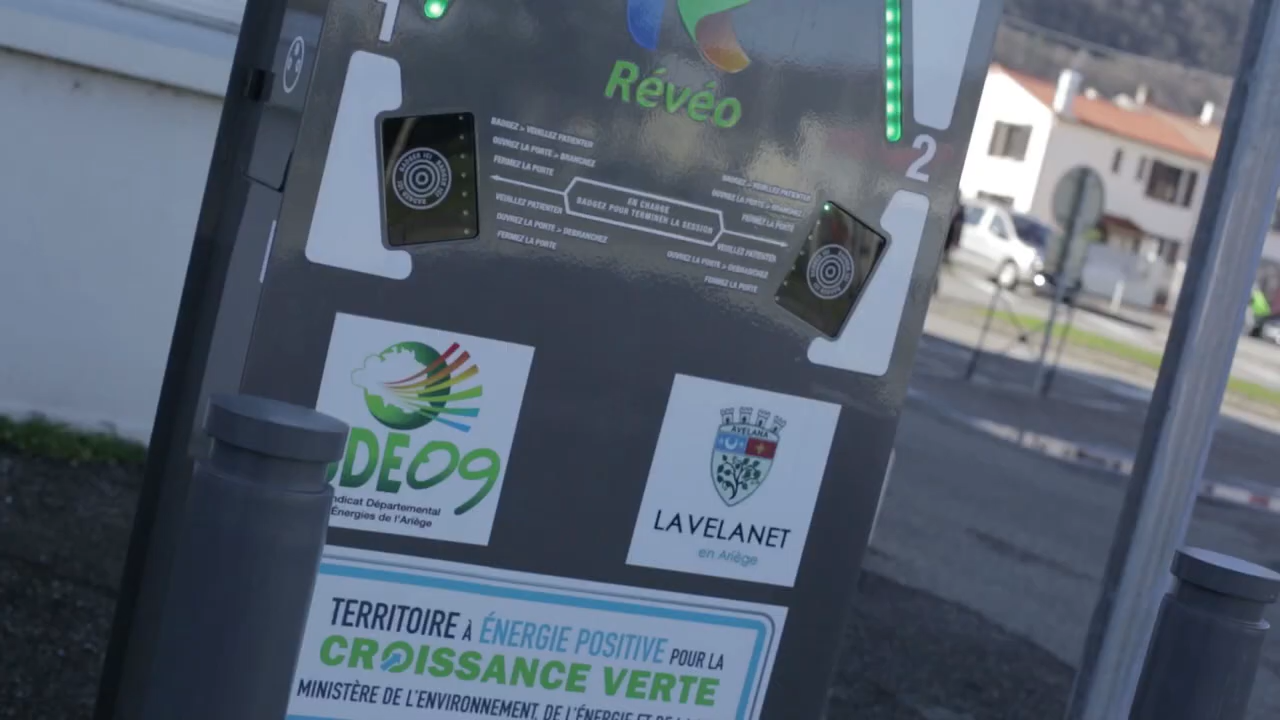 Révéo
2
BADGEZ > VEUILLEZ PATIENTER
OUVREZ LA PORTE > BRANCHEZ
FERMEZ LA PORTE
EN CHARGE
BADGEZ POUR TERMINER LA SESSION
VEUILLEZ PATIENTER
OUVREZ LA PORTE > DEBRANCHEZ
FERMEZ LA PORTE
BADGEZ > VEUILLEZ PATIENTER
OUVREZ LA PORTE > BRANCHEZ
FERMEZ LA PORTE
VEUILLEZ PATIENTER
OUVREZ LA PORTE > DEBRANCHEZ
FERMEZ LA PORTE
BADGER ICI
DE09
ndicat Départemental
Énergies de l'Ariège
AVELANA
LAVELANET
en Ariège
TERRITOIRE À ÉNERGIE POSITIVE POUR LA
CROISSANCE VERTE
MINISTÈRE DE L'ENVIRONNEMENT, DE L'ÉNERGIE ET DE